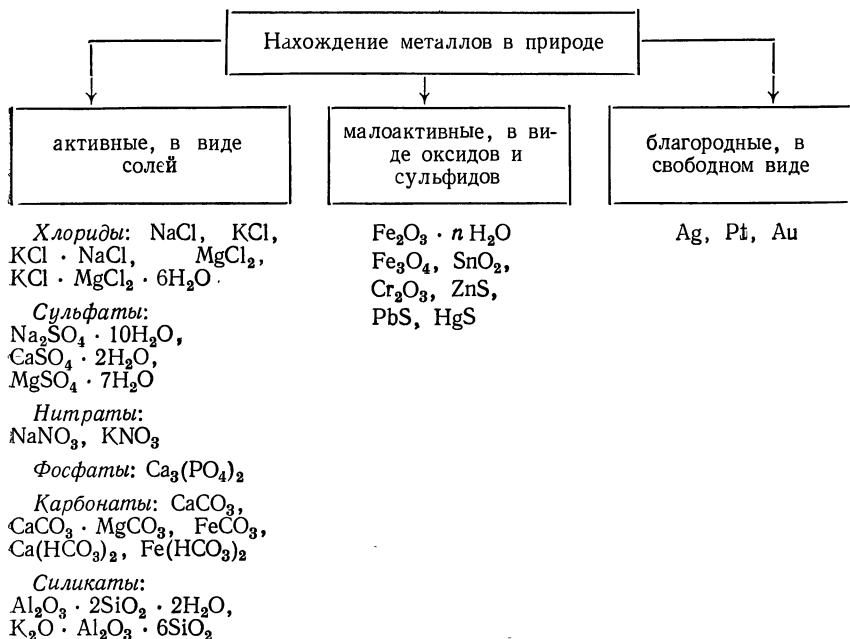 Нахождение металлов в природе
активные, в виде
солей
малоактивные, в ви-
де оксидов и
сульфидов
благородные, в
свободном виде
Хлориды: NaCl, KCl,
KCl · NaCl, MgCl₂,
KCl · MgCl₂ · 6H₂O
Сульфаты:
Na₂SO₄ · 10H₂O,
CaSO₄ · 2H₂O,
MgSO₄ · 7H₂O
Нитраты:
NaNO₃, KNO₃
Фосфаты: Ca₃(PO₄)₂
Карбонаты: CaCO₃,
CaCO₃ · MgCO₃, FeCO₃,
Ca(HCO₃)₂, Fe(HCO₃)₂
Силикаты:
Al₂O₃ · 2SiO₂ · 2H₂O,
K₂O · Al₂O₃ · 6SiO₂
Fe₂O₃ · n H₂O
Fe₃O₄, SnO₂,
Cr₂O₃, ZnS,
PbS, HgS
Ag, Pt, Au